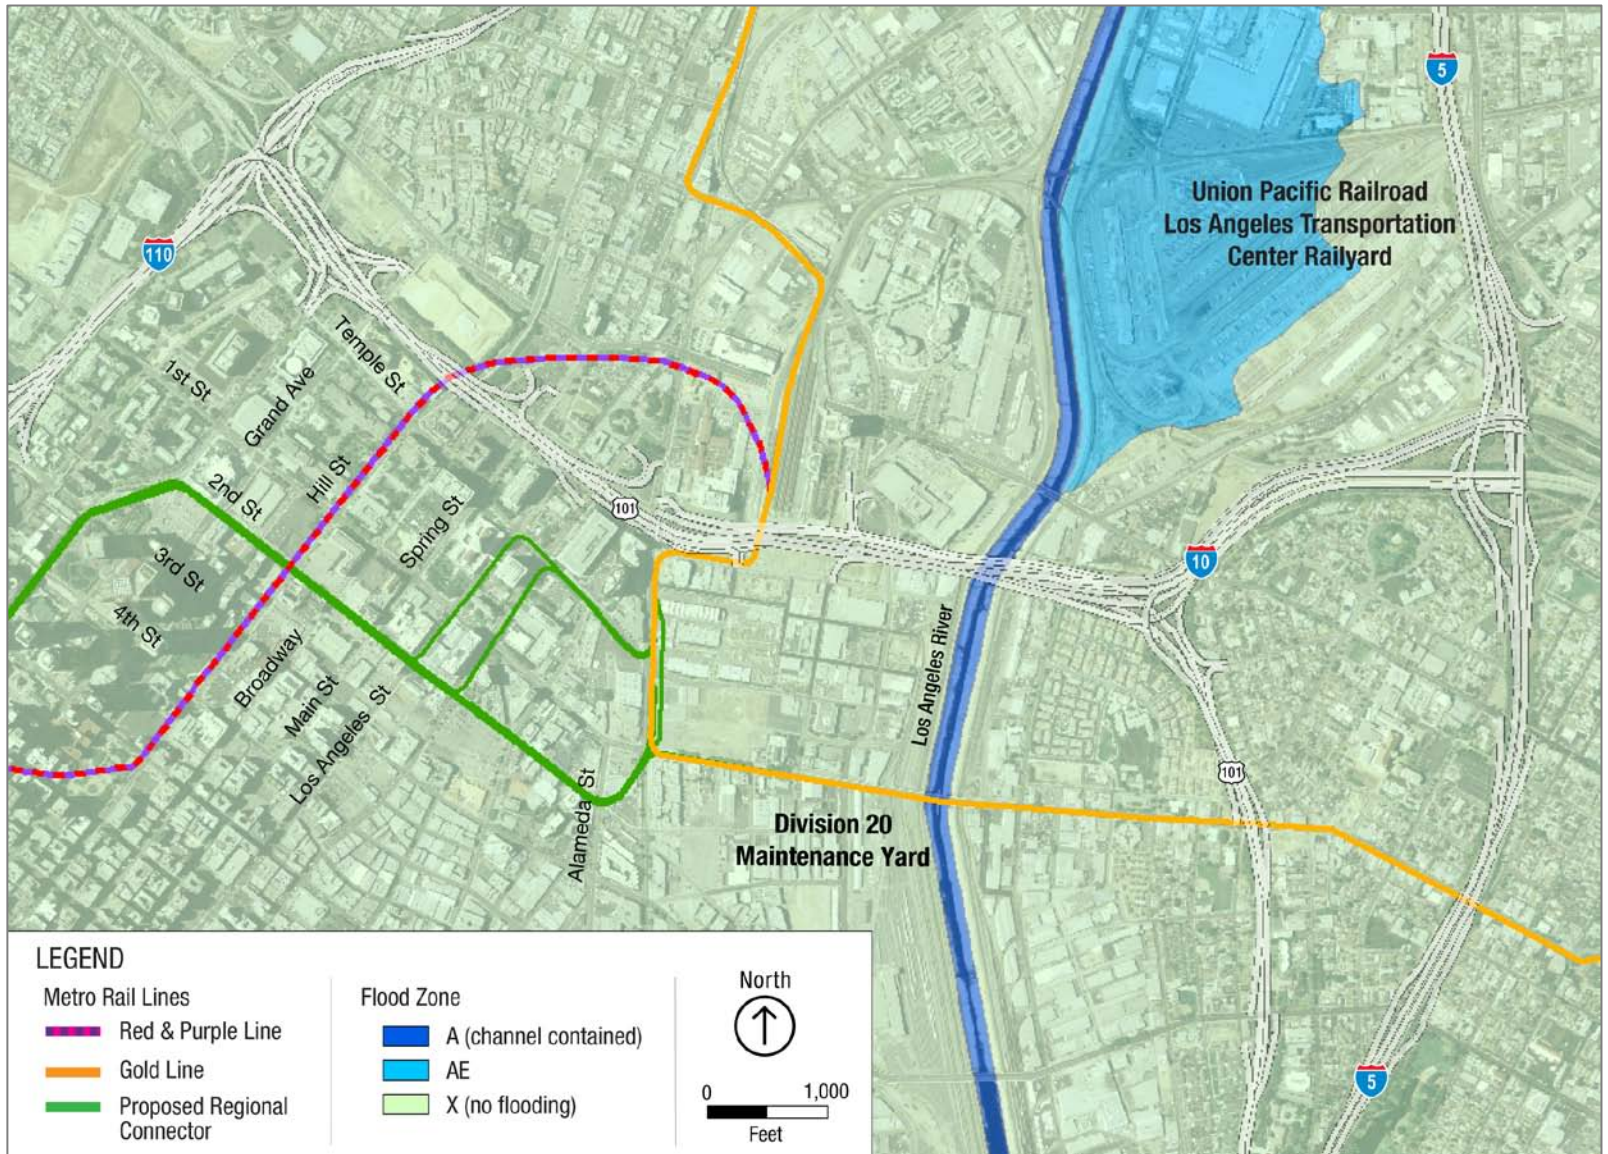 5
Union Pacific Railroad
Los Angeles Transportation
Center Railyard
110
Temple St
1st St
Grand Ave
Hill St
2nd St
Spring St
101
3rd St
10
4th St
Los Angeles River
Broadway
Main St
Los Angeles St
101
Alameda St
Division 20
Maintenance Yard
5
LEGEND
Metro Rail Lines
Red & Purple Line
Gold Line
Proposed Regional
Connector
Flood Zone
A (channel contained)
AE
X (no flooding)
North
0 1,000
Feet